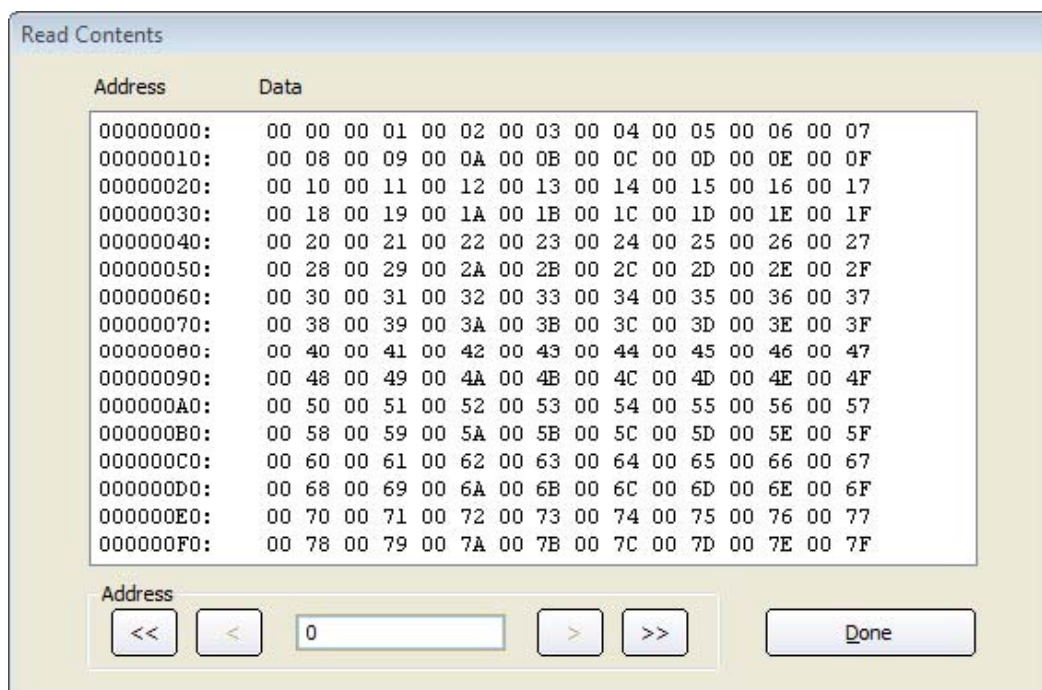 Read Contents
Address Data
00000000: 00 00 00 01 00 02 00 03 00 04 00 05 00 06 00 07
00000010: 00 08 00 09 00 0A 00 0B 00 0C 00 0D 00 0E 00 0F
00000020: 00 10 00 11 00 12 00 13 00 14 00 15 00 16 00 17
00000030: 00 18 00 19 00 1A 00 1B 00 1C 00 1D 00 1E 00 1F
00000040: 00 20 00 21 00 22 00 23 00 24 00 25 00 26 00 27
00000050: 00 28 00 29 00 2A 00 2B 00 2C 00 2D 00 2E 00 2F
00000060: 00 30 00 31 00 32 00 33 00 34 00 35 00 36 00 37
00000070: 00 38 00 39 00 3A 00 3B 00 3C 00 3D 00 3E 00 3F
00000080: 00 40 00 41 00 42 00 43 00 44 00 45 00 46 00 47
00000090: 00 48 00 49 00 4A 00 4B 00 4C 00 4D 00 4E 00 4F
000000A0: 00 50 00 51 00 52 00 53 00 54 00 55 00 56 00 57
000000B0: 00 58 00 59 00 5A 00 5B 00 5C 00 5D 00 5E 00 5F
000000C0: 00 60 00 61 00 62 00 63 00 64 00 65 00 66 00 67
000000D0: 00 68 00 69 00 6A 00 6B 00 6C 00 6D 00 6E 00 6F
000000E0: 00 70 00 71 00 72 00 73 00 74 00 75 00 76 00 77
000000F0: 00 78 00 79 00 7A 00 7B 00 7C 00 7D 00 7E 00 7F
Address
<< < 0 > >> Done